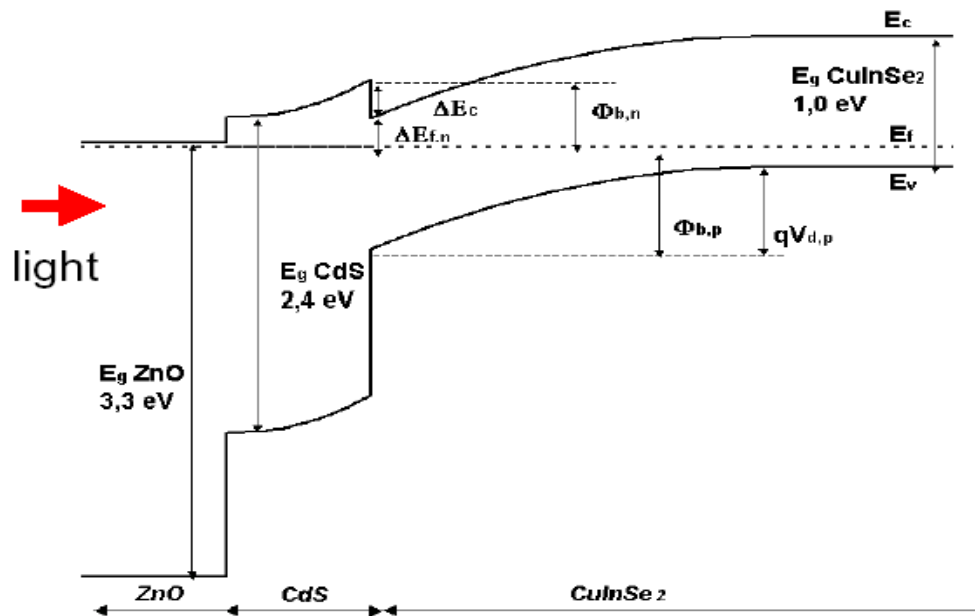 Ec
Eg CuInSe2
1,0 eV
ΔEc
Φb,n
ΔEf,n
Ef
Ev
light
Φb,p
qVd,p
Eg CdS
2,4 eV
Eg ZnO
3,3 eV
ZnO CdS CuInSe2